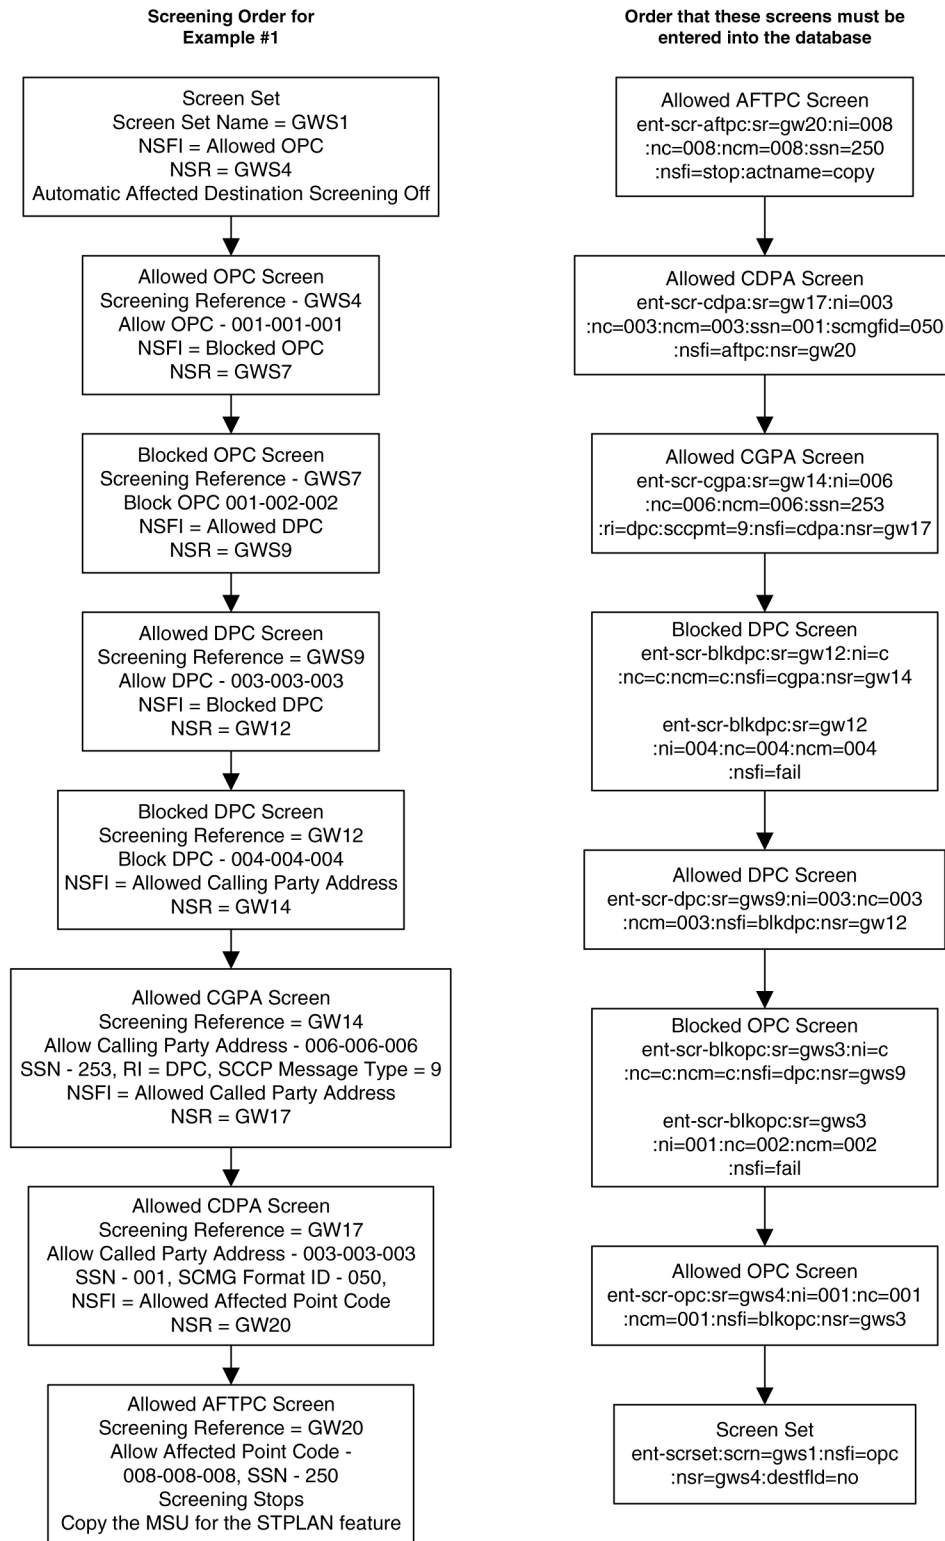 Screening Order for
Example #1
Screen Set
Screen Set Name = GWS1
NSFI = Allowed OPC
NSR = GWS4
Automatic Affected Destination Screening Off
Allowed OPC Screen
Screening Reference - GWS4
Allow OPC - 001-001-001
NSFI = Blocked OPC
NSR = GWS7
Blocked OPC Screen
Screening Reference - GWS7
Block OPC 001-002-002
NSFI = Allowed DPC
NSR = GWS9
Allowed DPC Screen
Screening Reference = GWS9
Allow DPC - 003-003-003
NSFI = Blocked DPC
NSR = GW12
Blocked DPC Screen
Screening Reference = GW12
Block DPC - 004-004-004
NSFI = Allowed Calling Party Address
NSR = GW14
Allowed CGPA Screen
Screening Reference = GW14
Allow Calling Party Address - 006-006-006
SSN - 253, RI = DPC, SCCP Message Type = 9
NSFI = Allowed Called Party Address
NSR = GW17
Allowed CDPA Screen
Screening Reference = GW17
Allow Called Party Address - 003-003-003
SSN - 001, SCMG Format ID - 050,
NSFI = Allowed Affected Point Code
NSR = GW20
Allowed AFTPC Screen
Screening Reference = GW20
Allow Affected Point Code -
008-008-008, SSN - 250
Screening Stops
Copy the MSU for the STPLAN feature
Order that these screens must be
entered into the database
Allowed AFTPC Screen
ent-scr-aftpc:sr=gw20:ni=008
:nc=008:ncm=008:ssn=250
:nsfi=stop:actname=copy
Allowed CDPA Screen
ent-scr-cdpa:sr=gw17:ni=003
:nc=003:ncm=003:ssn=001:scmgfid=050
:nsfi=aftpc:nsr=gw20
Allowed CGPA Screen
ent-scr-cgpa:sr=gw14:ni=006
:nc=006:ncm=006:ssn=253
:ri=dpc:sccpmt=9:nsfi=cdpa:nsr=gw17
Blocked DPC Screen
ent-scr-blkdpc:sr=gw12:ni=c
:nc=c:ncm=c:nsfi=cgpa:nsr=gw14
ent-scr-blkdpc:sr=gw12
:ni=004:nc=004:ncm=004
:nsfi=fail
Allowed DPC Screen
ent-scr-dpc:sr=gws9:ni=003:nc=003
:ncm=003:nsfi=blkdpc:nsr=gw12
Blocked OPC Screen
ent-scr-blkopc:sr=gws3:ni=c
:nc=c:ncm=c:nsfi=dpc:nsr=gws9
ent-scr-blkopc:sr=gws3
:ni=001:nc=002:ncm=002
:nsfi=fail
Allowed OPC Screen
ent-scr-opc:sr=gws4:ni=001:nc=001
:ncm=001:nsfi=blkopc:nsr=gws3
Screen Set
ent-scrset:scrn=gws1:nsfi=opc
:nsr=gws4:destfld=no